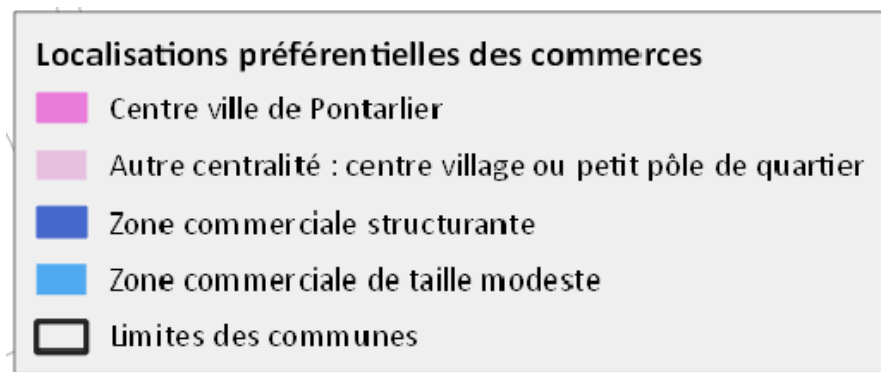 Localisations préférentielles des commerces
Centre ville de Pontarlier
Autre centralité : centre village ou petit pôle de quartier
Zone commerciale structurante
Zone commerciale de taille modeste
Limites des communes